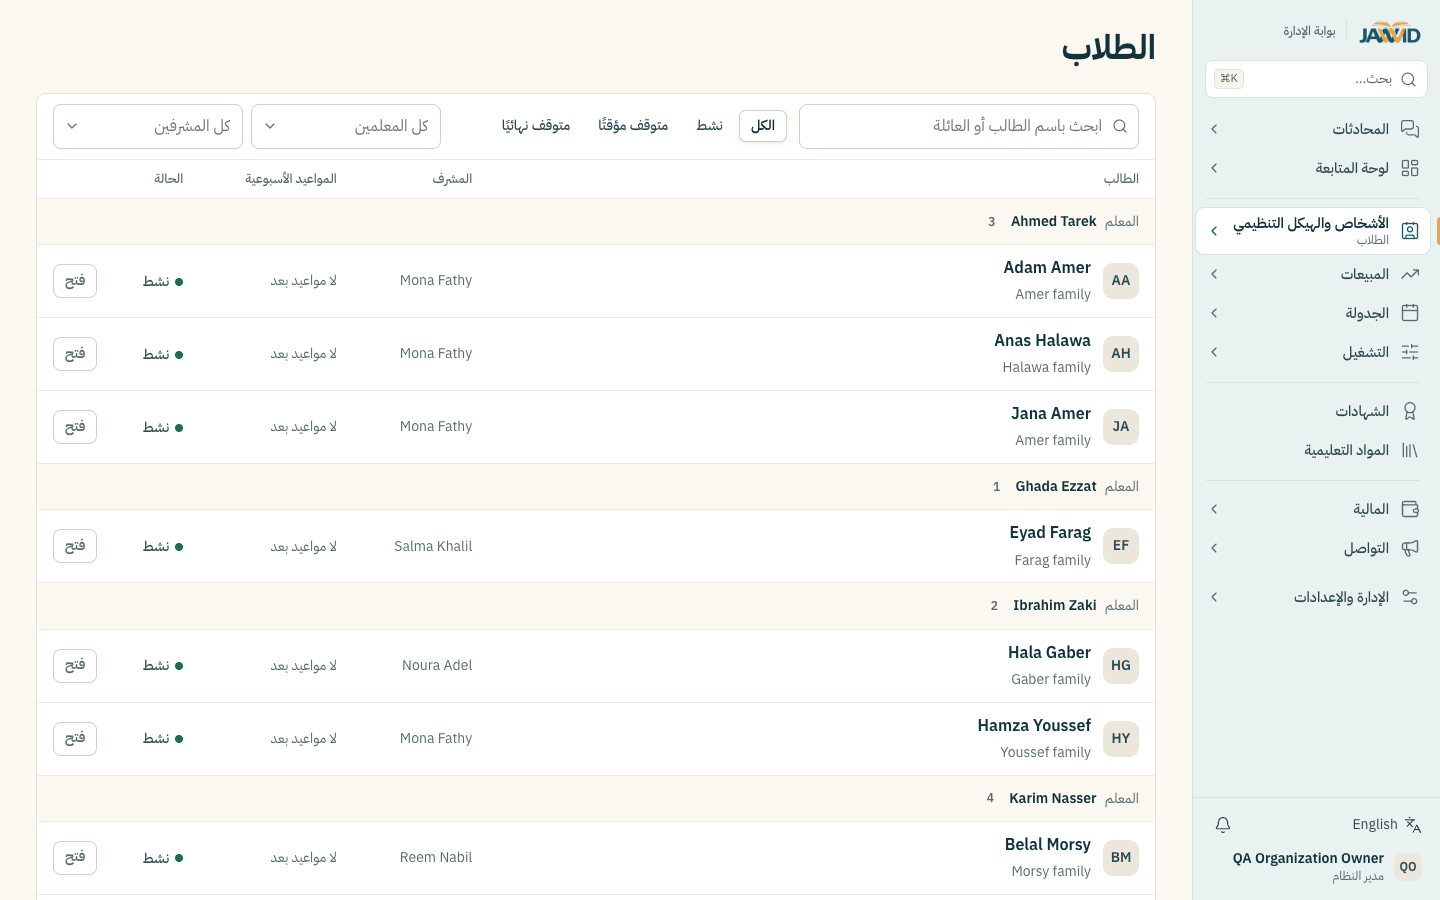 JAWWID
بوابة الإدارة
بحث...
⌘K
المحادثات
لوحة المتابعة
الأشخاص والهيكل التنظيمي
الطلاب
المبيعات
الجدولة
التشغيل
الشهادات
المواد التعليمية
المالية
التواصل
الإدارة والإعدادات
English
QO
QA Organization Owner
مدير النظام
الطلاب
ابحث باسم الطالب أو العائلة
الكل
نشط
متوقف مؤقتًا
متوقف نهائيًا
كل المعلمين
كل المشرفين
الطالب المشرف المواعيد الأسبوعية الحالة
المعلم Ahmed Tarek 3
AA Adam Amer Mona Fathy لا مواعيد بعد نشط فتح
Amer family
AH Anas Halawa Mona Fathy لا مواعيد بعد نشط فتح
Halawa family
JA Jana Amer Mona Fathy لا مواعيد بعد نشط فتح
Amer family
المعلم Ghada Ezzat 1
EF Eyad Farag Salma Khalil لا مواعيد بعد نشط فتح
Farag family
المعلم Ibrahim Zaki 2
HG Hala Gaber Noura Adel لا مواعيد بعد نشط فتح
Gaber family
HY Hamza Youssef Mona Fathy لا مواعيد بعد نشط فتح
Youssef family
المعلم Karim Nasser 4
BM Belal Morsy Reem Nabil لا مواعيد بعد نشط فتح
Morsy family